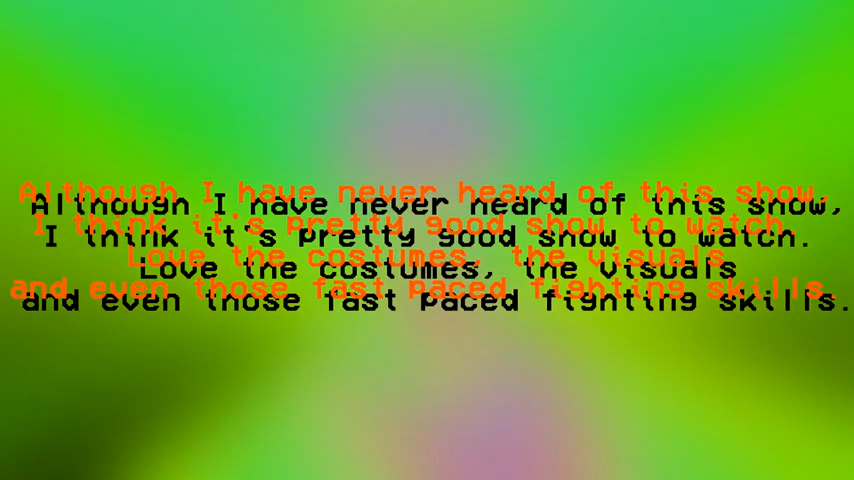 Although I have never heard of this show,
I think it's pretty good show to watch.
Love the costumes, the visuals
and even those fast paced fighting skills.